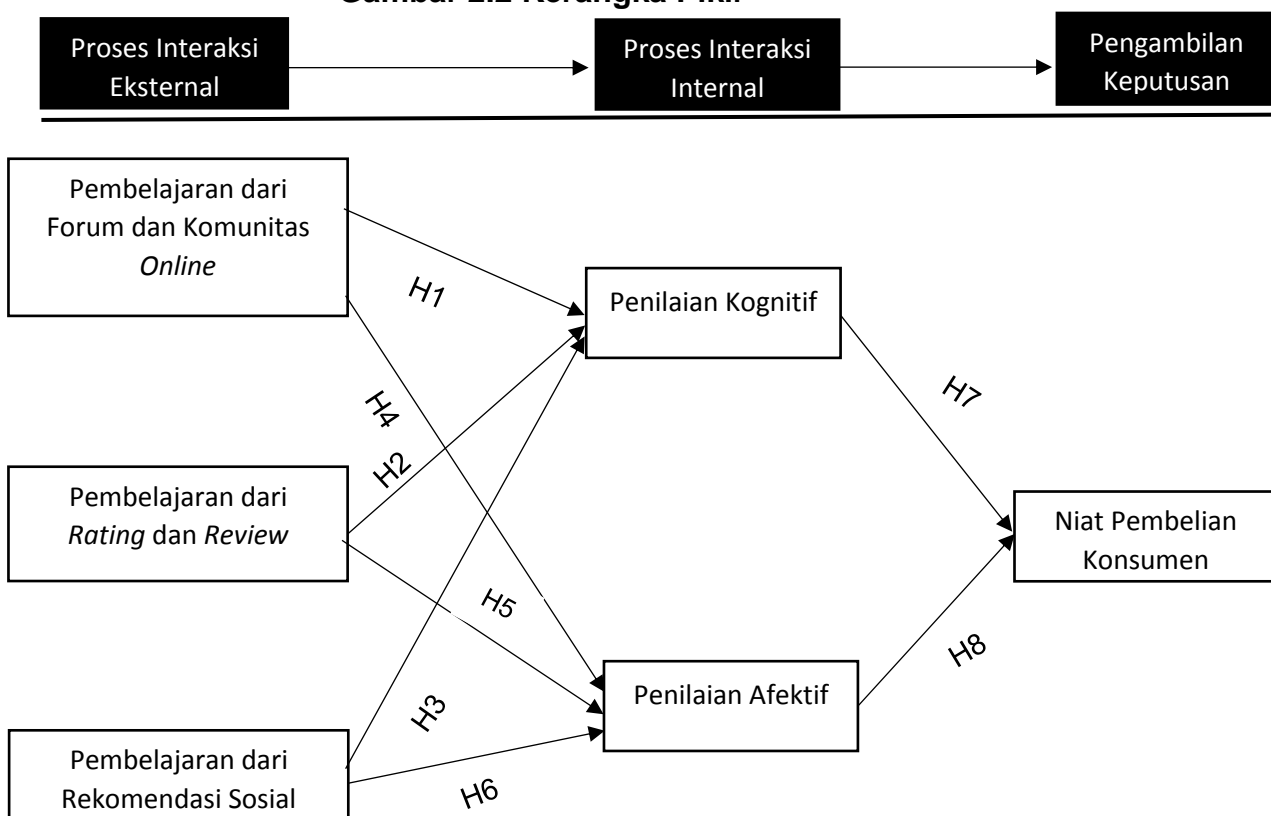 Proses Interaksi
Eksternal
Proses Interaksi
Internal
Pengambilan
Keputusan
Pembelajaran dari
Forum dan Komunitas
Online
H1
Penilaian Kognitif
H7
H4
H2
Pembelajaran dari
Rating dan Review
Niat Pembelian
Konsumen
H5
H8
Penilaian Afektif
H3
Pembelajaran dari
Rekomendasi Sosial
H6